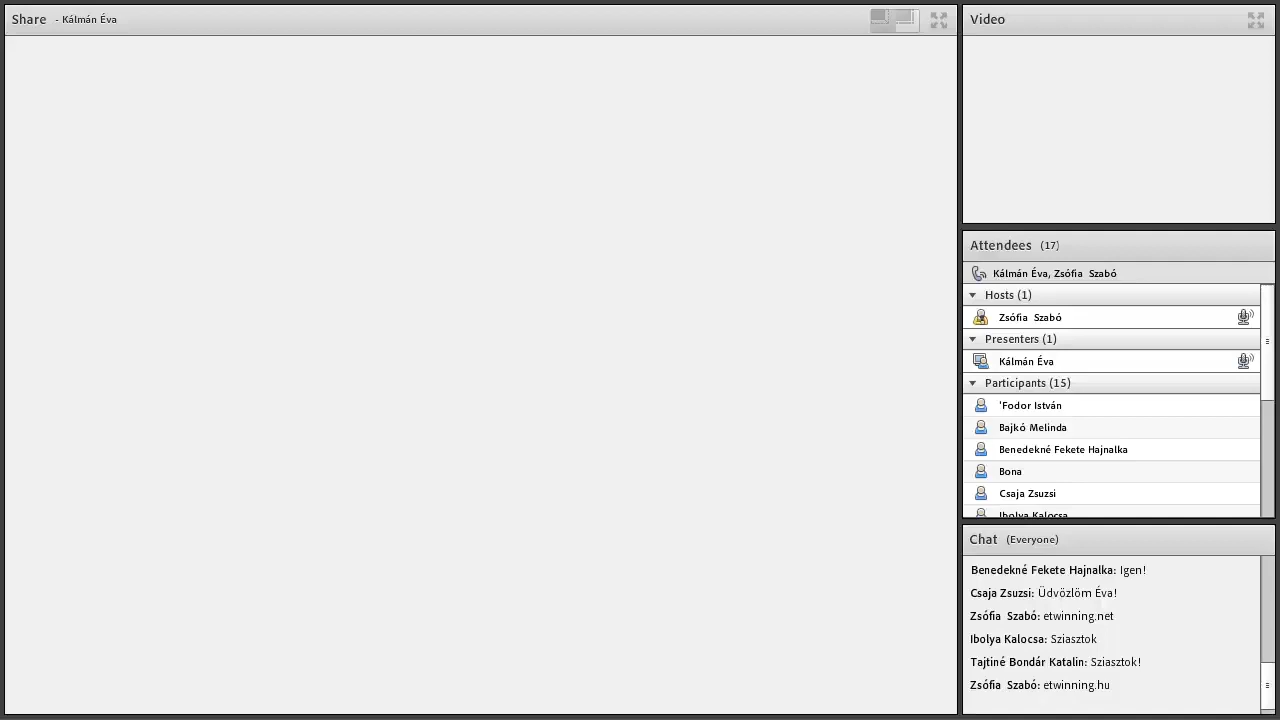 Share - Kálmán Éva
Video
Attendees (17)
Kálmán Éva, Zsófia Szabó
Hosts (1)
Zsófia Szabó
Presenters (1)
Kálmán Éva
Participants (15)
'Fodor István
Bajkó Melinda
Benedekné Fekete Hajnalka
Bona
Csaja Zsuzsi
Ibolya Kalocsa
Chat (Everyone)
Benedekné Fekete Hajnalka: Igen!
Csaja Zsuzsi: Üdvözlöm Éva!
Zsófia Szabó: etwinning.net
Ibolya Kalocsa: Sziasztok
Tajtiné Bondár Katalin: Sziasztok!
Zsófia Szabó: etwinning.hu